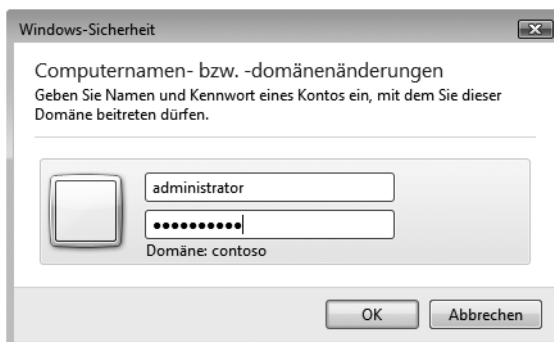 Windows-Sicherheit
Computernamen- bzw. -domänenänderungen
Geben Sie Namen und Kennwort eines Kontos ein, mit dem Sie dieser
Domäne beitreten dürfen.
administrator
●●●●●●●●●●
Domäne: contoso
OK Abbrechen